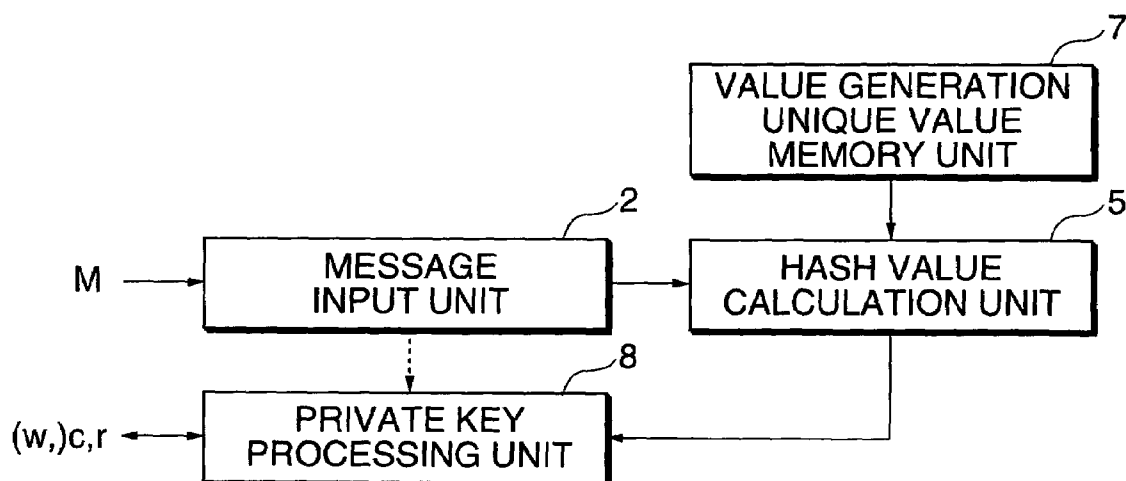 7
VALUE GENERATION
UNIQUE VALUE
MEMORY UNIT
2
5
M
MESSAGE
INPUT UNIT
HASH VALUE
CALCULATION UNIT
8
(w,)c,r
PRIVATE KEY
PROCESSING UNIT